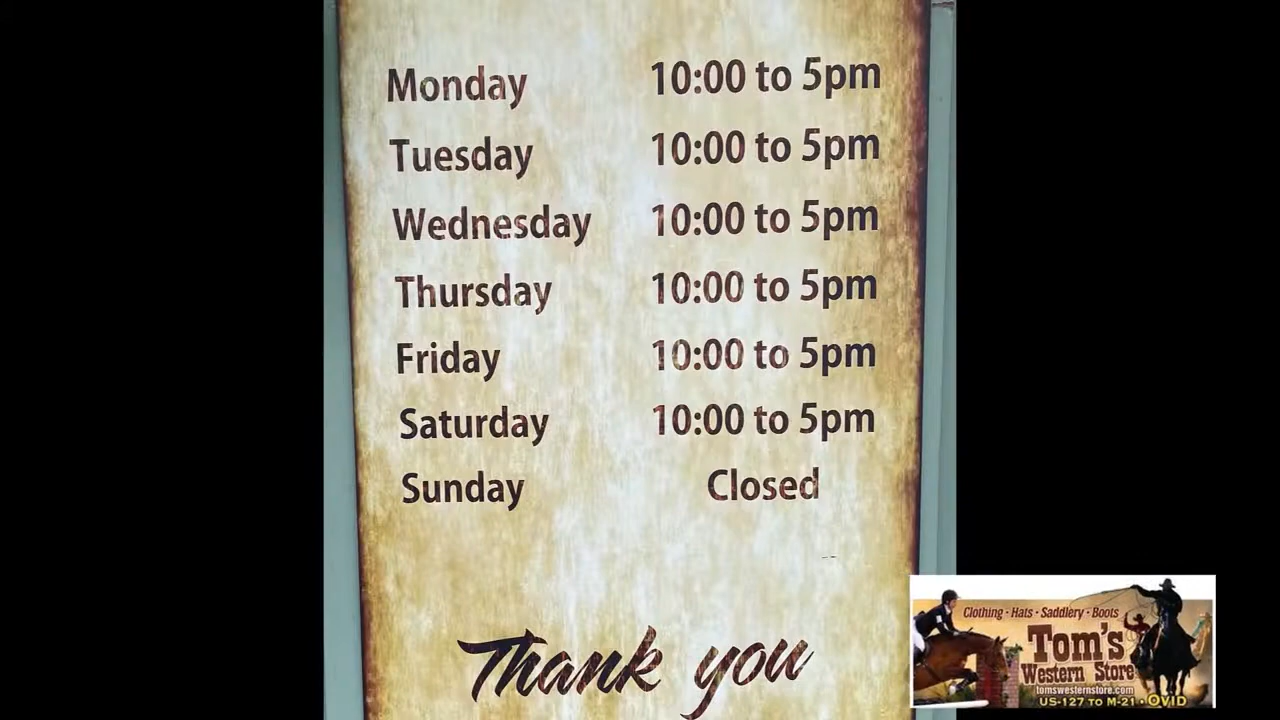 Monday 10:00 to 5pm
Tuesday 10:00 to 5pm
Wednesday 10:00 to 5pm
Thursday 10:00 to 5pm
Friday 10:00 to 5pm
Saturday 10:00 to 5pm
Sunday Closed
Thank you
Clothing · Hats · Saddlery · Boots
Tom's
Western Store
tomswesternstore.com
US-127 TO M-21 • OVID